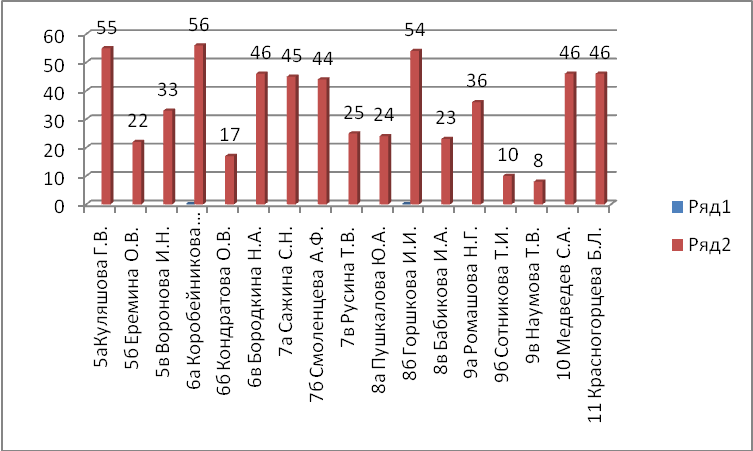 55
22
33
56
17
46
45
44
25
24
54
23
36
10
8
46
46
60
50
40
30
20
10
0
5а Куляшова Г.В.
5б Еремина О.В.
5в Воронова И.Н.
6а Коробейникова...
6б Кондратова О.В.
6в Бородкина Н.А.
7а Сажина С.Н.
7б Смоленцева А.Ф.
7в Русина Т.В.
8а Пушкалова Ю.А.
8б Горшкова И.И.
8в Бабикова И.А.
9а Ромашова Н.Г.
9б Сотникова Т.И.
9в Наумова Т.В.
10 Медведев С.А.
11 Красногорцева Б.Л.
Ряд1
Ряд2